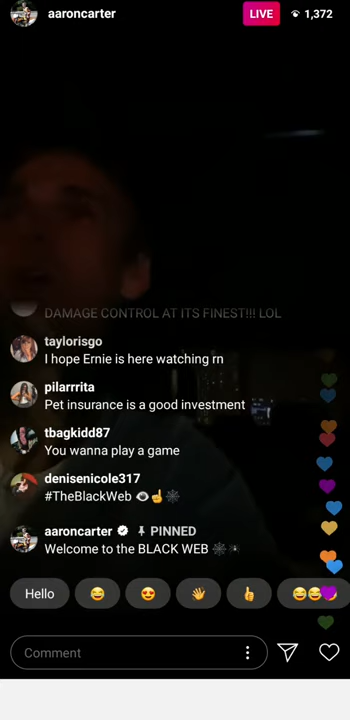 aaroncarter
LIVE
1,372
DAMAGE CONTROL AT ITS FINEST!!! LOL
taylorisgo
I hope Ernie is here watching rn
pilarrrita
Pet insurance is a good investment
tbagkidd87
You wanna play a game
denisenicole317
#TheBlackWeb 👁️☝️🕸️
aaroncarter PINNED
Welcome to the BLACK WEB 🕸️🕷️
Hello 😂 😍 👋 👍 😂😂
Comment